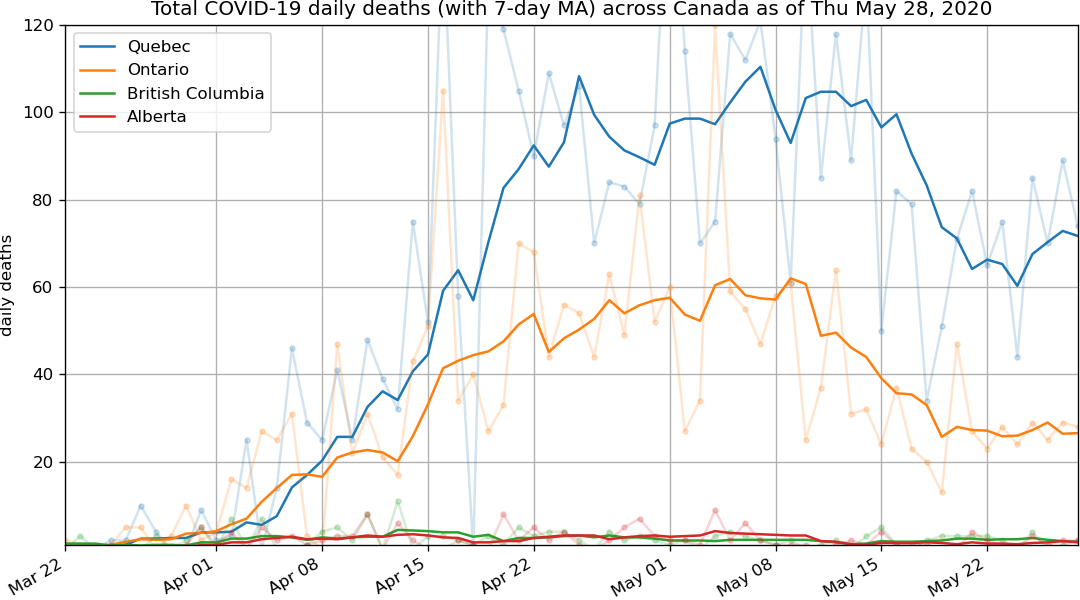 Total COVID-19 daily deaths (with 7-day MA) across Canada as of Thu May 28, 2020
120
100
80
60
40
20
daily deaths
Quebec
Ontario
British Columbia
Alberta
Mar 22
Apr 01
Apr 08
Apr 15
Apr 22
May 01
May 08
May 15
May 22